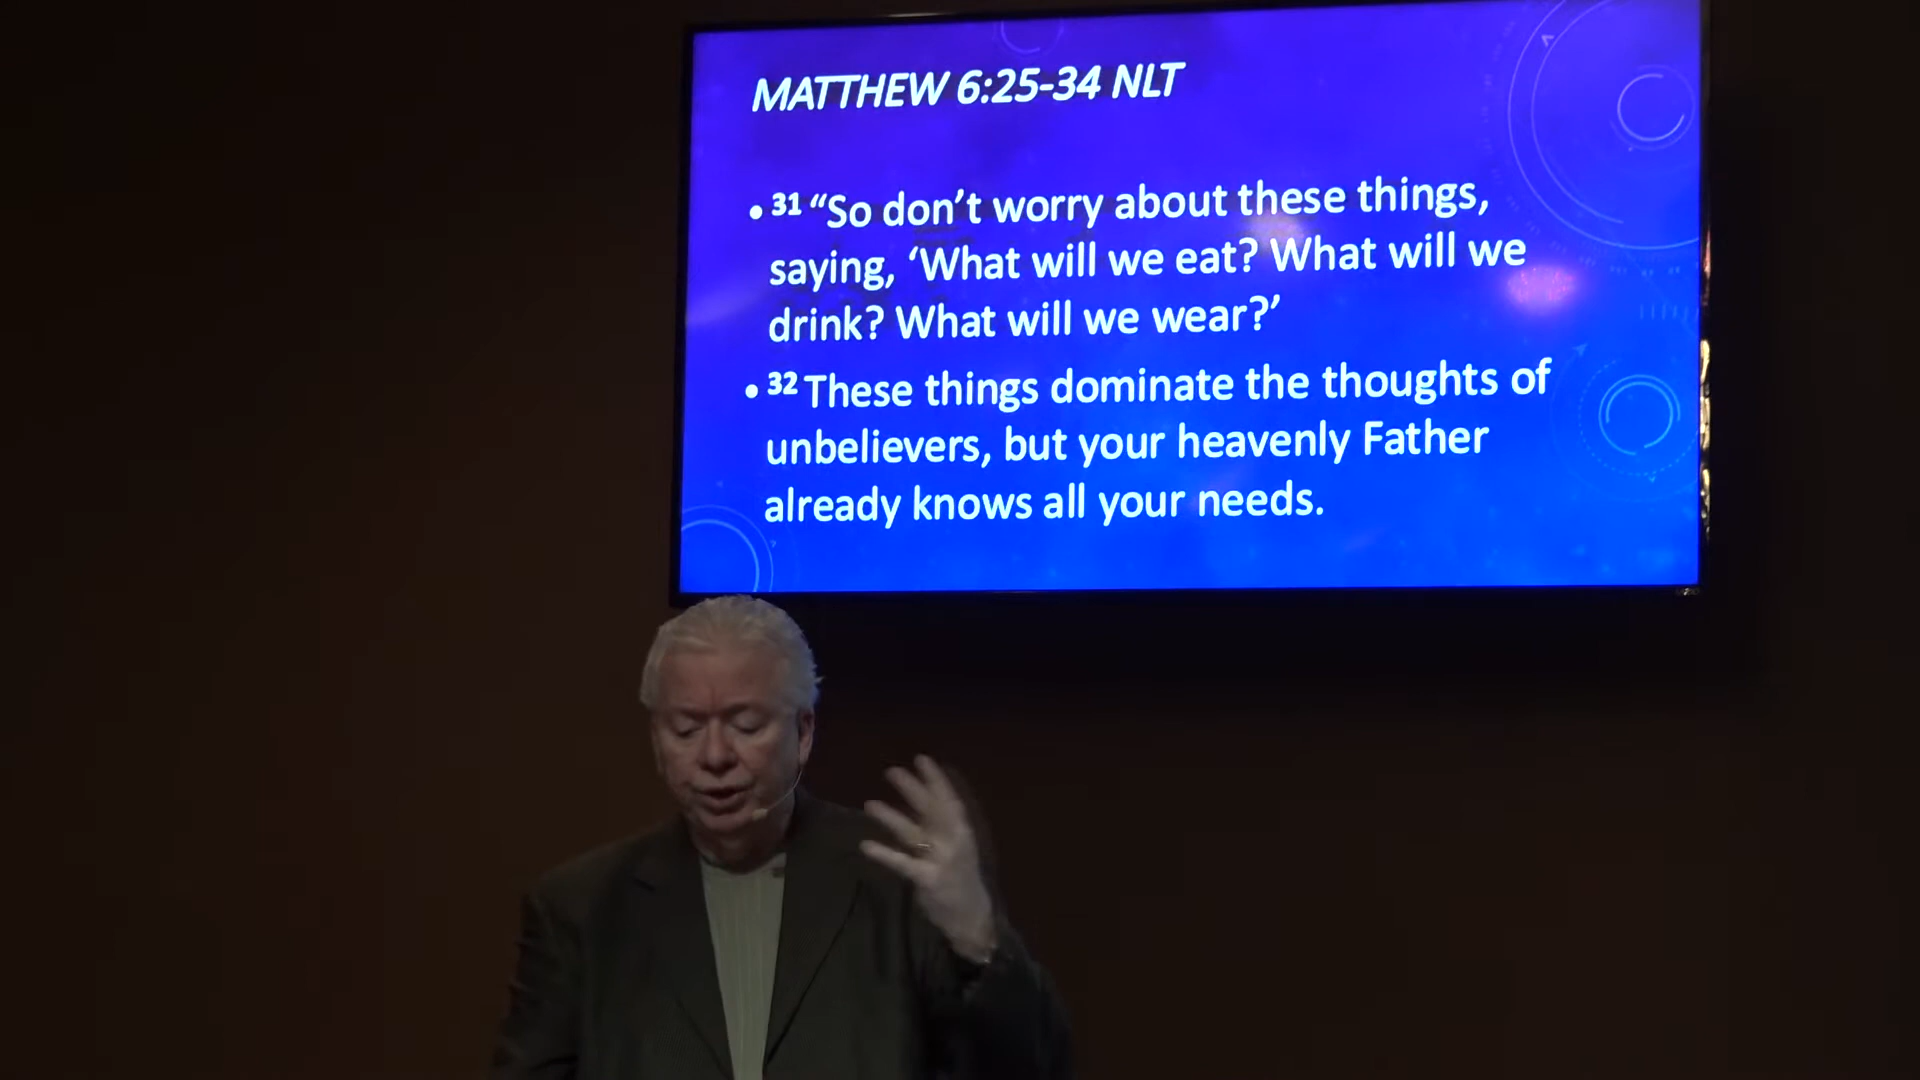 MATTHEW 6:25-34 NLT
• 31 “So don’t worry about these things,
saying, ‘What will we eat? What will we
drink? What will we wear?’
• 32 These things dominate the thoughts of
unbelievers, but your heavenly Father
already knows all your needs.